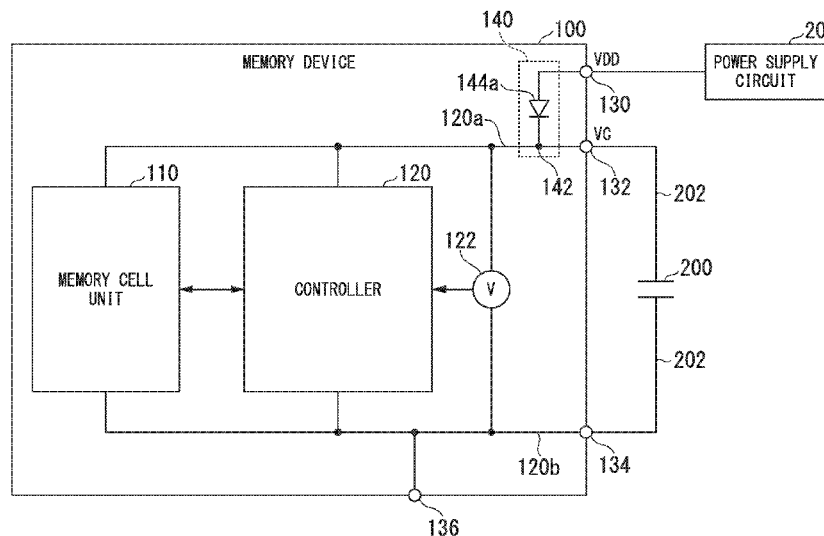 100
MEMORY DEVICE
140
VDD
20
POWER SUPPLY
CIRCUIT
144a
130
120a
VC
142
132
110
120
202
122
200
MEMORY CELL
UNIT
CONTROLLER
V
202
120b
134
136